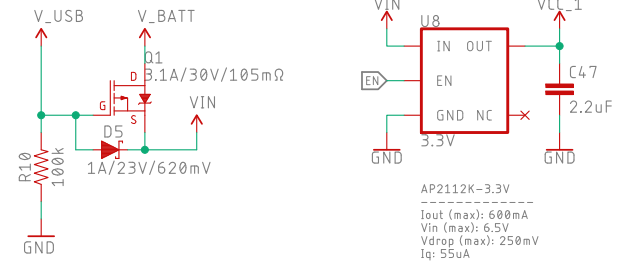 V_USB
V_BATT
Q1
3.1A/30V/105mΩ
D
G
S
VIN
D5
1A/23V/620mV
R10
100k
GND
VIN
VCC_1
U8
IN OUT
EN
EN
GND NC
3.3V
GND
C47
2.2uF
GND
AP2112K-3.3V
--------------
Iout (max): 600mA
Vin (max): 6.5V
Vdrop (max): 250mV
Iq: 55uA